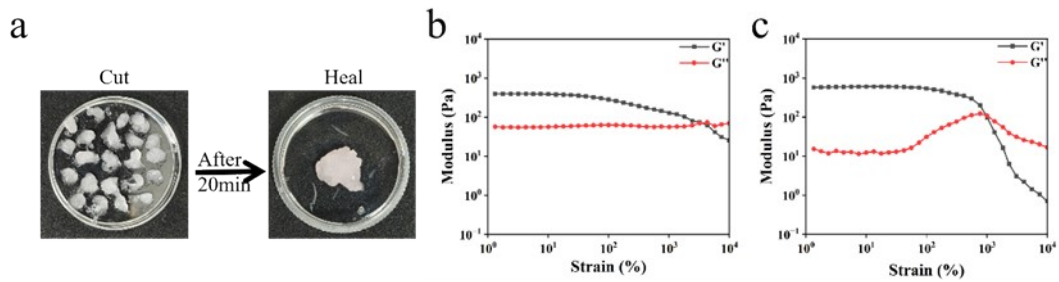 a
Cut
After
20min
Heal
b
Modulus (Pa)
10⁴
10³
10²
10¹
10⁰
10⁻¹
G'
G''
10⁰
10¹
10²
10³
10⁴
Strain (%)
c
Modulus (Pa)
10⁴
10³
10²
10¹
10⁰
10⁻¹
G'
G''
10⁰
10¹
10²
10³
10⁴
Strain (%)